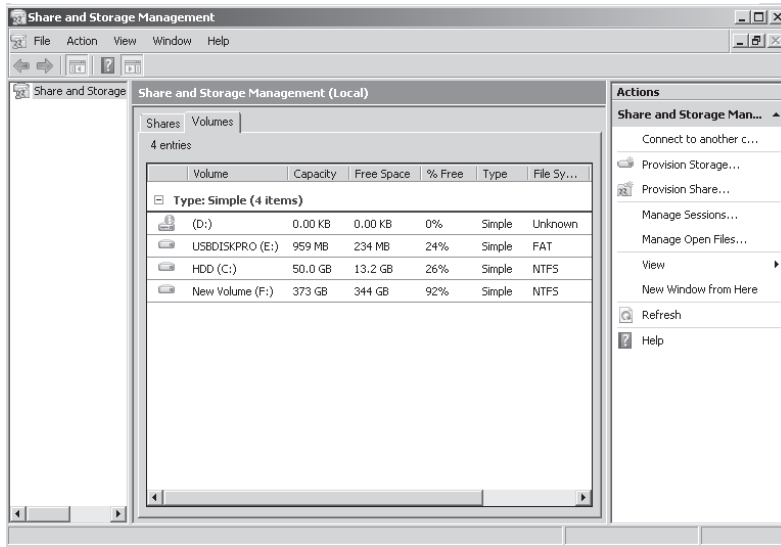 Share and Storage Management
File Action View Window Help
Share and Storage
Share and Storage Management (Local)
Shares Volumes
4 entries
Volume Capacity Free Space % Free Type File Sy...
Type: Simple (4 items)
(D:) 0.00 KB 0.00 KB 0% Simple Unknown
USBDISKPRO (E:) 959 MB 234 MB 24% Simple FAT
HDD (C:) 50.0 GB 13.2 GB 26% Simple NTFS
New Volume (F:) 373 GB 344 GB 92% Simple NTFS
Actions
Share and Storage Man...
Connect to another c...
Provision Storage...
Provision Share...
Manage Sessions...
Manage Open Files...
View
New Window from Here
Refresh
Help